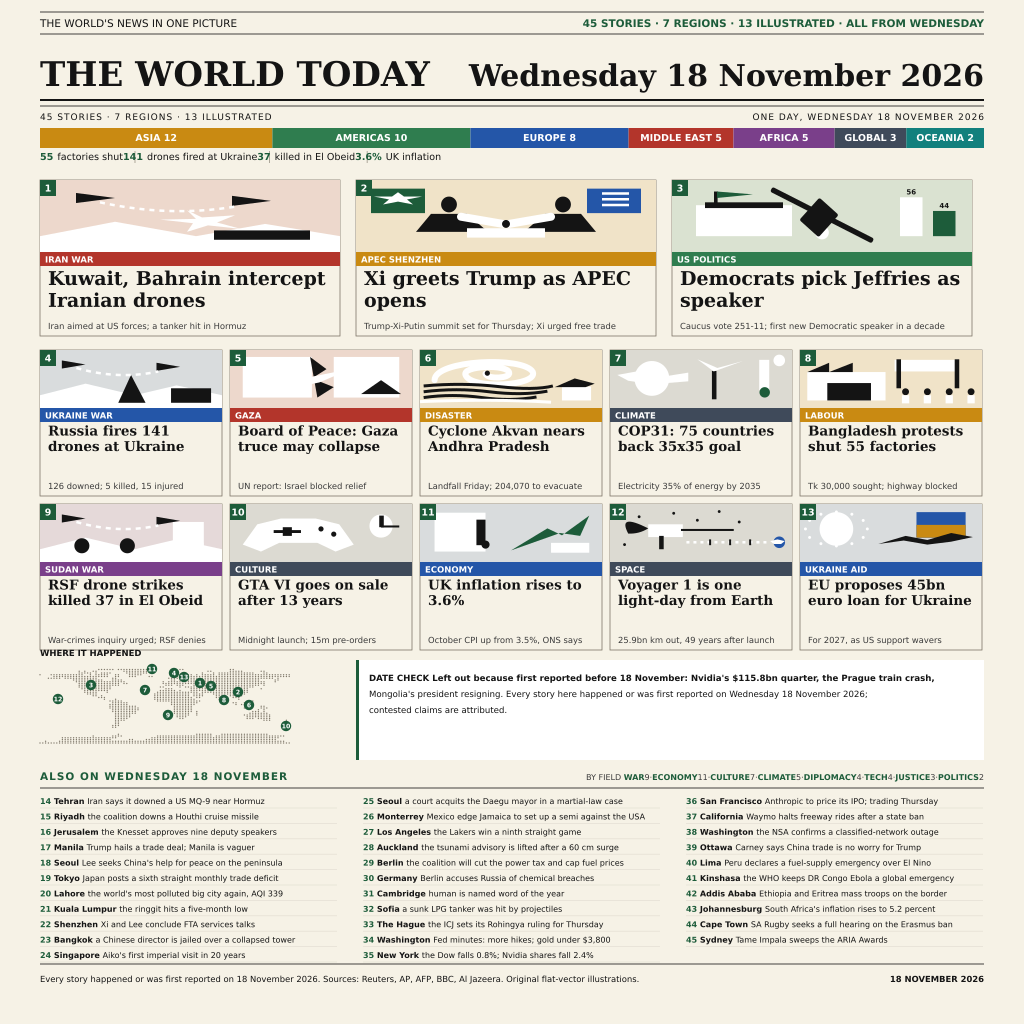 THE WORLD'S NEWS IN ONE PICTURE
45 STORIES · 7 REGIONS · 13 ILLUSTRATED · ALL FROM WEDNESDAY
THE WORLD TODAY
Wednesday 18 November 2026
45 STORIES · 7 REGIONS · 13 ILLUSTRATED
ONE DAY, WEDNESDAY 18 NOVEMBER 2026
ASIA 12
AMERICAS 10
EUROPE 8
MIDDLE EAST 5
AFRICA 5
GLOBAL 3
OCEANIA 2
55 factories shut141 drones fired at Ukraine37 killed in El Obeid3.6% UK inflation
1
IRAN WAR
Kuwait, Bahrain intercept
Iranian drones
Iran aimed at US forces; a tanker hit in Hormuz
2
APEC SHENZHEN
Xi greets Trump as APEC
opens
Trump-Xi-Putin summit set for Thursday; Xi urged free trade
3
56
44
US POLITICS
Democrats pick Jeffries as
speaker
Caucus vote 251-11; first new Democratic speaker in a decade
4
UKRAINE WAR
Russia fires 141
drones at Ukraine
126 downed; 5 killed, 15 injured
5
GAZA
Board of Peace: Gaza
truce may collapse
UN report: Israel blocked relief
6
DISASTER
Cyclone Akvan nears
Andhra Pradesh
Landfall Friday; 204,070 to evacuate
7
CLIMATE
COP31: 75 countries
back 35x35 goal
Electricity 35% of energy by 2035
8
LABOUR
Bangladesh protests
shut 55 factories
Tk 30,000 sought; highway blocked
9
SUDAN WAR
RSF drone strikes
killed 37 in El Obeid
War-crimes inquiry urged; RSF denies
10
CULTURE
GTA VI goes on sale
after 13 years
Midnight launch; 15m pre-orders
11
ECONOMY
UK inflation rises to
3.6%
October CPI up from 3.5%, ONS says
12
SPACE
Voyager 1 is one
light-day from Earth
25.9bn km out, 49 years after launch
13
UKRAINE AID
EU proposes 45bn
euro loan for Ukraine
For 2027, as US support wavers
WHERE IT HAPPENED
11
4
13
3
1
5
7
2
12
8
6
9
10
DATE CHECK Left out because first reported before 18 November: Nvidia's $115.8bn quarter, the Prague train crash,
Mongolia's president resigning. Every story here happened or was first reported on Wednesday 18 November 2026;
contested claims are attributed.
ALSO ON WEDNESDAY 18 NOVEMBER
BY FIELD WAR9·ECONOMY11·CULTURE7·CLIMATE5·DIPLOMACY4·TECH4·JUSTICE3·POLITICS2
14 Tehran Iran says it downed a US MQ-9 near Hormuz
15 Riyadh the coalition downs a Houthi cruise missile
16 Jerusalem the Knesset approves nine deputy speakers
17 Manila Trump hails a trade deal; Manila is vaguer
18 Seoul Lee seeks China's help for peace on the peninsula
19 Tokyo Japan posts a sixth straight monthly trade deficit
20 Lahore the world's most polluted big city again, AQI 339
21 Kuala Lumpur the ringgit hits a five-month low
22 Shenzhen Xi and Lee conclude FTA services talks
23 Bangkok a Chinese director is jailed over a collapsed tower
24 Singapore Aiko's first imperial visit in 20 years
25 Seoul a court acquits the Daegu mayor in a martial-law case
26 Monterrey Mexico edge Jamaica to set up a semi against the USA
27 Los Angeles the Lakers win a ninth straight game
28 Auckland the tsunami advisory is lifted after a 60 cm surge
29 Berlin the coalition will cut the power tax and cap fuel prices
30 Germany Berlin accuses Russia of chemical breaches
31 Cambridge human is named word of the year
32 Sofia a sunk LPG tanker was hit by projectiles
33 The Hague the ICJ sets its Rohingya ruling for Thursday
34 Washington Fed minutes: more hikes; gold under $3,800
35 New York the Dow falls 0.8%; Nvidia shares fall 2.4%
36 San Francisco Anthropic to price its IPO; trading Thursday
37 California Waymo halts freeway rides after a state ban
38 Washington the NSA confirms a classified-network outage
39 Ottawa Carney says China trade is no worry for Trump
40 Lima Peru declares a fuel-supply emergency over El Nino
41 Kinshasa the WHO keeps DR Congo Ebola a global emergency
42 Addis Ababa Ethiopia and Eritrea mass troops on the border
43 Johannesburg South Africa's inflation rises to 5.2 percent
44 Cape Town SA Rugby seeks a full hearing on the Erasmus ban
45 Sydney Tame Impala sweeps the ARIA Awards
Every story happened or was first reported on 18 November 2026. Sources: Reuters, AP, AFP, BBC, Al Jazeera. Original flat-vector illustrations.
18 NOVEMBER 2026